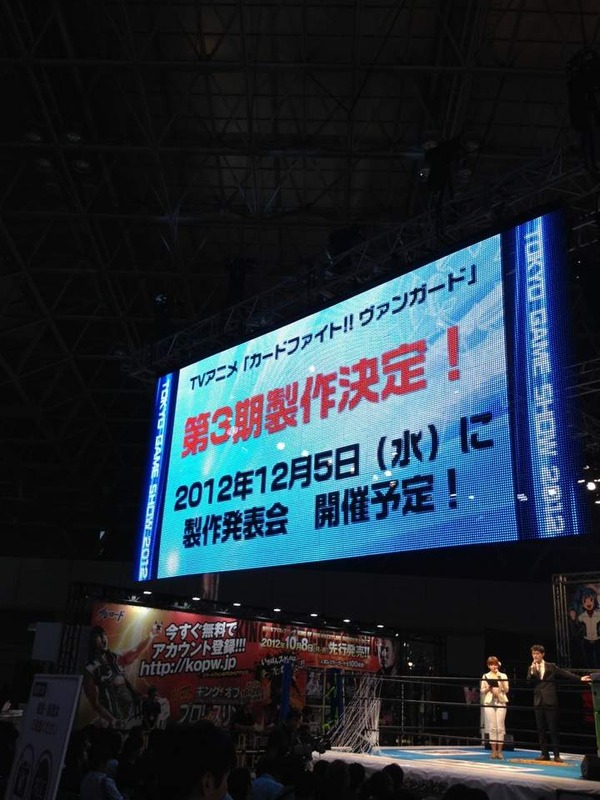 TVアニメ「カードファイト!! ヴァンガード」
第3期製作決定！
2012年12月5日（水）に
製作発表会　開催予定！
TOKYO GAME SHOW 2012
TOKYO GAME SHOW 2012
今すぐ無料で
アカウント登録!!!
http://kopw.jp
キング オブ
プロレス
2012年10月8日
先行発売!!